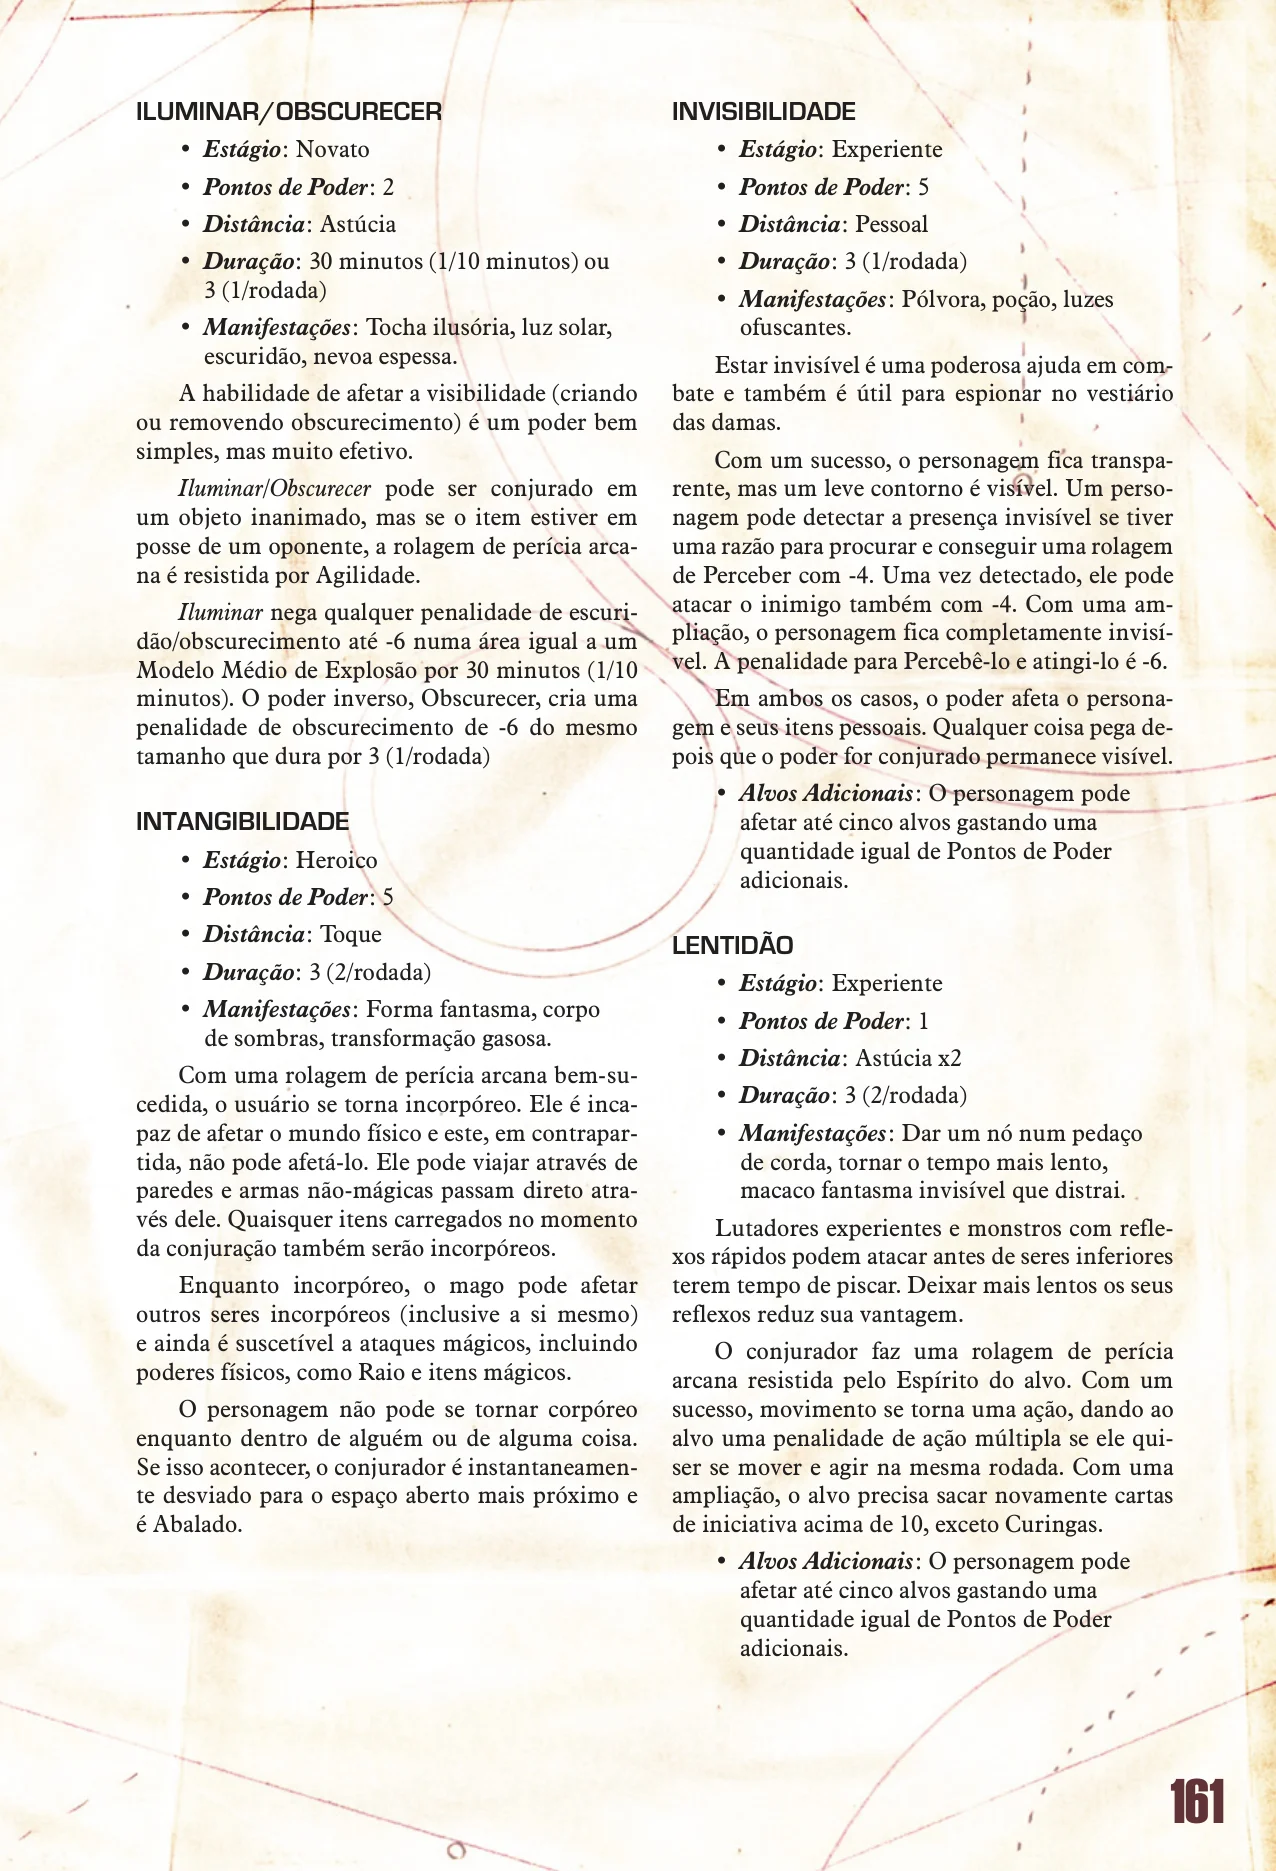 ILUMINAR/OBSCURECER
• Estágio: Novato
• Pontos de Poder: 2
• Distância: Astúcia
• Duração: 30 minutos (1/10 minutos) ou
3 (1/rodada)
• Manifestações: Tocha ilusória, luz solar,
escuridão, nevoa espessa.
A habilidade de afetar a visibilidade (criando
ou removendo obscurecimento) é um poder bem
simples, mas muito efetivo.
Iluminar/Obscurecer pode ser conjurado em
um objeto inanimado, mas se o item estiver em
posse de um oponente, a rolagem de perícia arca-
na é resistida por Agilidade.
Iluminar nega qualquer penalidade de escuri-
dão/obscurecimento até -6 numa área igual a um
Modelo Médio de Explosão por 30 minutos (1/10
minutos). O poder inverso, Obscurecer, cria uma
penalidade de obscurecimento de -6 do mesmo
tamanho que dura por 3 (1/rodada)
INTANGIBILIDADE
• Estágio: Heroico
• Pontos de Poder: 5
• Distância: Toque
• Duração: 3 (2/rodada)
• Manifestações: Forma fantasma, corpo
de sombras, transformação gasosa.
Com uma rolagem de perícia arcana bem-su-
cedida, o usuário se torna incorpóreo. Ele é inca-
paz de afetar o mundo físico e este, em contrapar-
tida, não pode afetá-lo. Ele pode viajar através de
paredes e armas não-mágicas passam direto atra-
vés dele. Quaisquer itens carregados no momento
da conjuração também serão incorpóreos.
Enquanto incorpóreo, o mago pode afetar
outros seres incorpóreos (inclusive a si mesmo)
e ainda é suscetível a ataques mágicos, incluindo
poderes físicos, como Raio e itens mágicos.
O personagem não pode se tornar corpóreo
enquanto dentro de alguém ou de alguma coisa.
Se isso acontecer, o conjurador é instantaneamen-
te desviado para o espaço aberto mais próximo e
é Abalado.
INVISIBILIDADE
• Estágio: Experiente
• Pontos de Poder: 5
• Distância: Pessoal
• Duração: 3 (1/rodada)
• Manifestações: Pólvora, poção, luzes
ofuscantes.
Estar invisível é uma poderosa ajuda em com-
bate e também é útil para espionar no vestiário
das damas.
Com um sucesso, o personagem fica transpa-
rente, mas um leve contorno é visível. Um perso-
nagem pode detectar a presença invisível se tiver
uma razão para procurar e conseguir uma rolagem
de Perceber com -4. Uma vez detectado, ele pode
atacar o inimigo também com -4. Com uma am-
pliação, o personagem fica completamente invisí-
vel. A penalidade para Percebê-lo e atingi-lo é -6.
Em ambos os casos, o poder afeta o persona-
gem e seus itens pessoais. Qualquer coisa pega de-
pois que o poder for conjurado permanece visível.
• Alvos Adicionais: O personagem pode
afetar até cinco alvos gastando uma
quantidade igual de Pontos de Poder
adicionais.
LENTIDÃO
• Estágio: Experiente
• Pontos de Poder: 1
• Distância: Astúcia x2
• Duração: 3 (2/rodada)
• Manifestações: Dar um nó num pedaço
de corda, tornar o tempo mais lento,
macaco fantasma invisível que distrai.
Lutadores experientes e monstros com refle-
xos rápidos podem atacar antes de seres inferiores
terem tempo de piscar. Deixar mais lentos os seus
reflexos reduz sua vantagem.
O conjurador faz uma rolagem de perícia
arcana resistida pelo Espírito do alvo. Com um
sucesso, movimento se torna uma ação, dando ao
alvo uma penalidade de ação múltipla se ele qui-
ser se mover e agir na mesma rodada. Com uma
ampliação, o alvo precisa sacar novamente cartas
de iniciativa acima de 10, exceto Curingas.
• Alvos Adicionais: O personagem pode
afetar até cinco alvos gastando uma
quantidade igual de Pontos de Poder
adicionais.
161